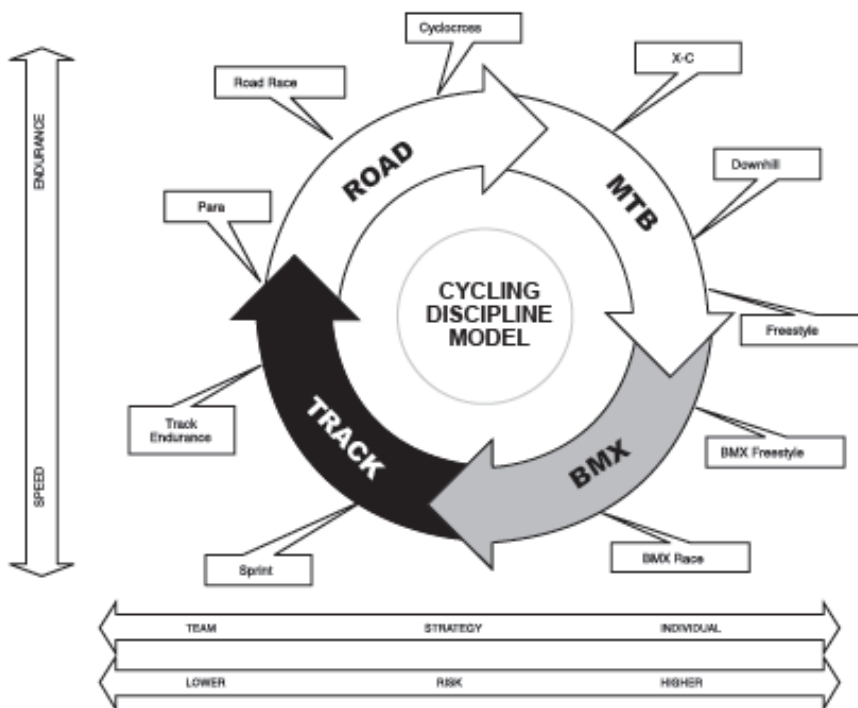 Cyclocross
Road Race
X-C
ENDURANCE
ROAD
MTB
Downhill
Para
CYCLING
DISCIPLINE
MODEL
Freestyle
Track
Endurance
TRACK
BMX
BMX Freestyle
SPEED
Sprint
BMX Race
TEAM STRATEGY INDIVIDUAL
LOWER RISK HIGHER